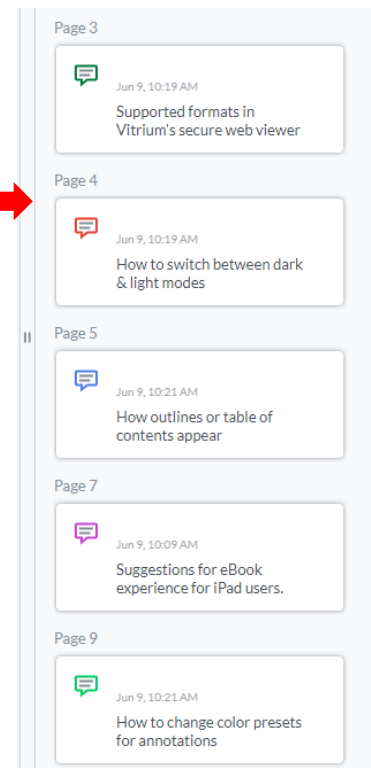 Page 3
Jun 9, 10:19 AM
Supported formats in
Vitrium's secure web viewer
Page 4
Jun 9, 10:19 AM
How to switch between dark
& light modes
Page 5
Jun 9, 10:21 AM
How outlines or table of
contents appear
Page 7
Jun 9, 10:09 AM
Suggestions for eBook
experience for iPad users.
Page 9
Jun 9, 10:21 AM
How to change color presets
for annotations